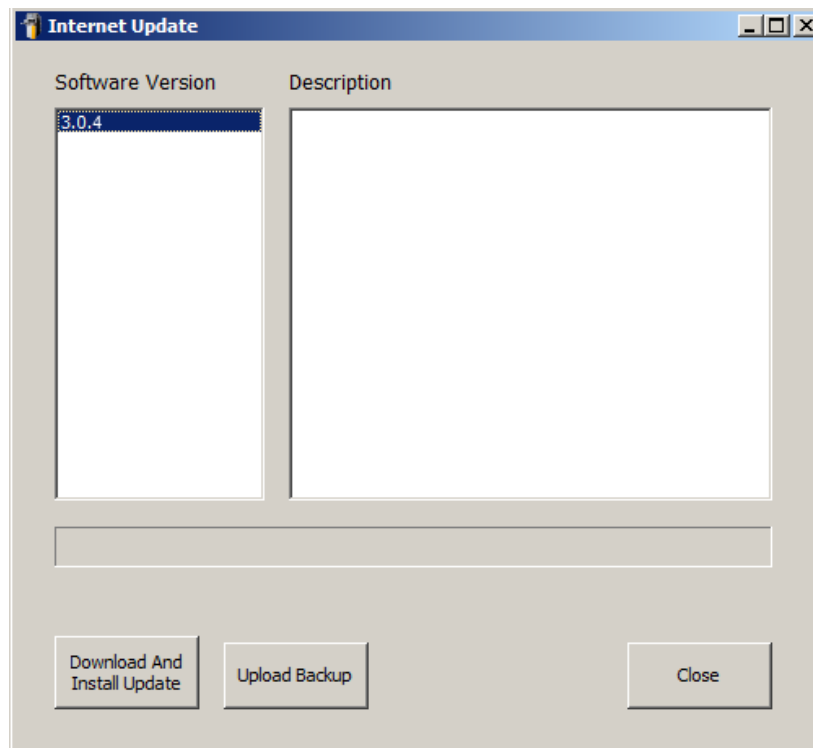 Internet Update
Software Version
Description
3.0.4
Download And
Install Update
Upload Backup
Close